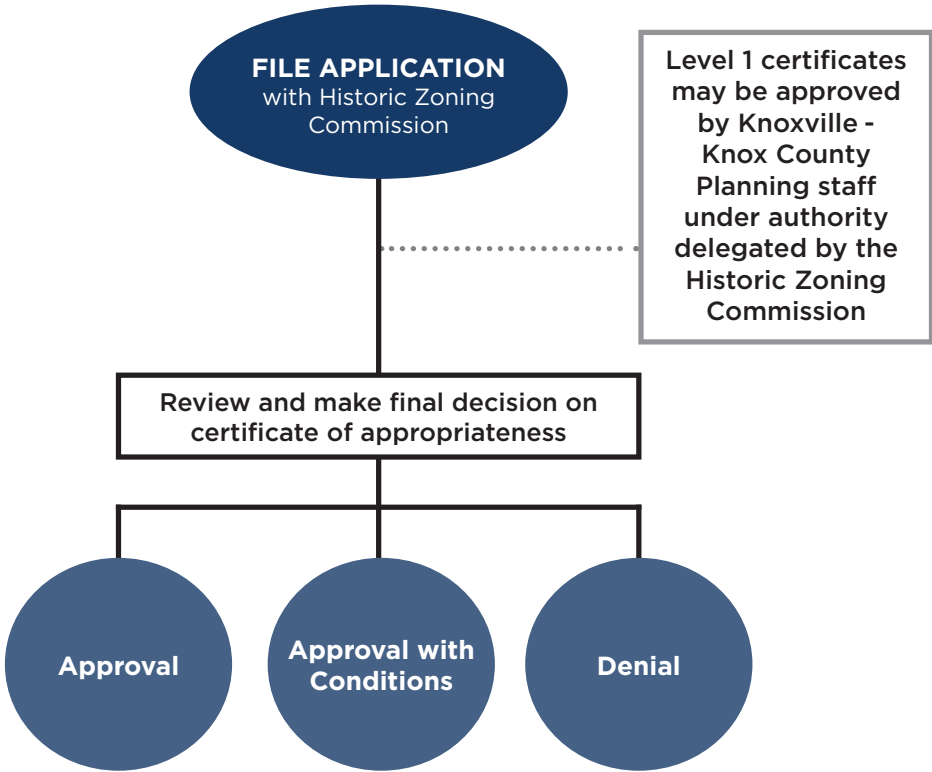 FILE APPLICATION
with Historic Zoning
Commission
Level 1 certificates
may be approved
by Knoxville -
Knox County
Planning staff
under authority
delegated by the
Historic Zoning
Commission
Review and make final decision on
certificate of appropriateness
Approval
Approval with
Conditions
Denial